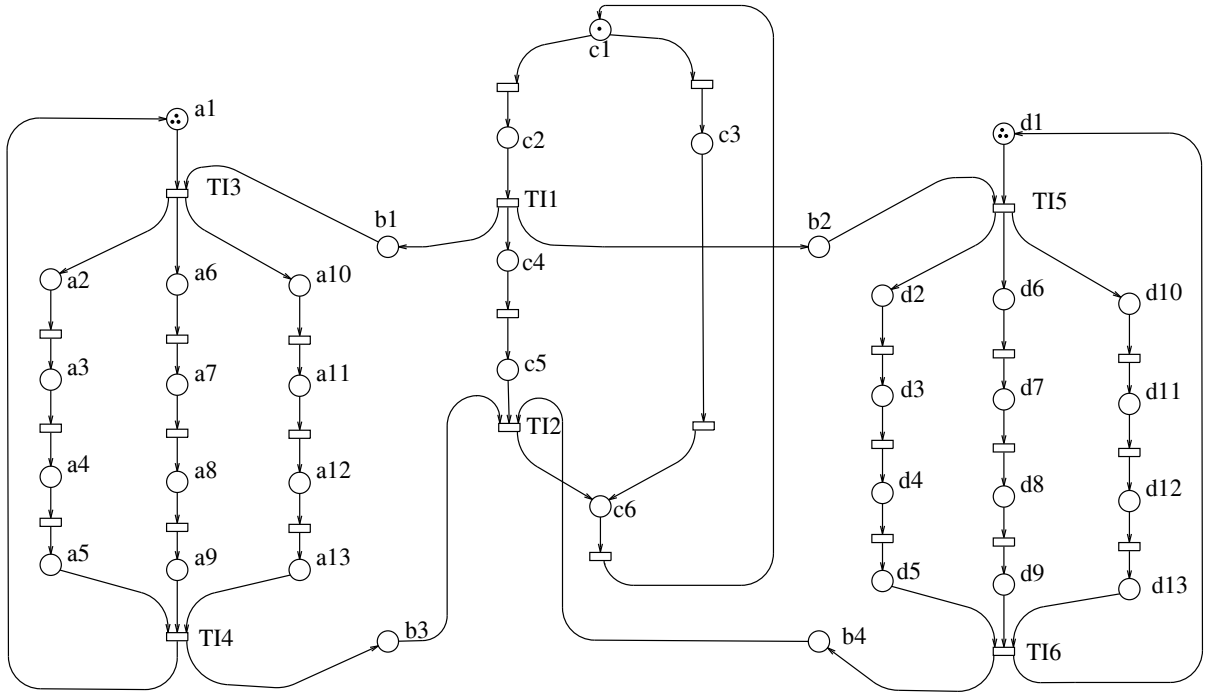 c1
a1
d1
c2
c3
TI3
TI1
TI5
b1
b2
c4
a2
a6
a10
d2
d6
d10
c5
a3
a7
a11
d3
d7
d11
TI2
a4
a8
a12
d4
d8
d12
c6
a5
a9
a13
d5
d9
d13
TI4
b3
b4
TI6